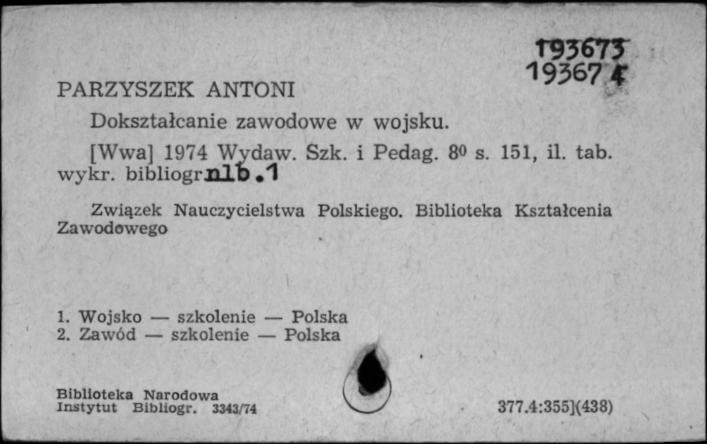 193673
193674
PARZYSZEK ANTONI
Dokształcanie zawodowe w wojsku.
[Wwa] 1974 Wydaw. Szk. i Pedag. 8⁰ s. 151, il. tab.
wykr. bibliogr nlb.1
Związek Nauczycielstwa Polskiego. Biblioteka Kształcenia
Zawodowego
1. Wojsko — szkolenie — Polska
2. Zawód — szkolenie — Polska
Biblioteka Narodowa
Instytut Bibliogr. 3343/74
377.4:355](438)